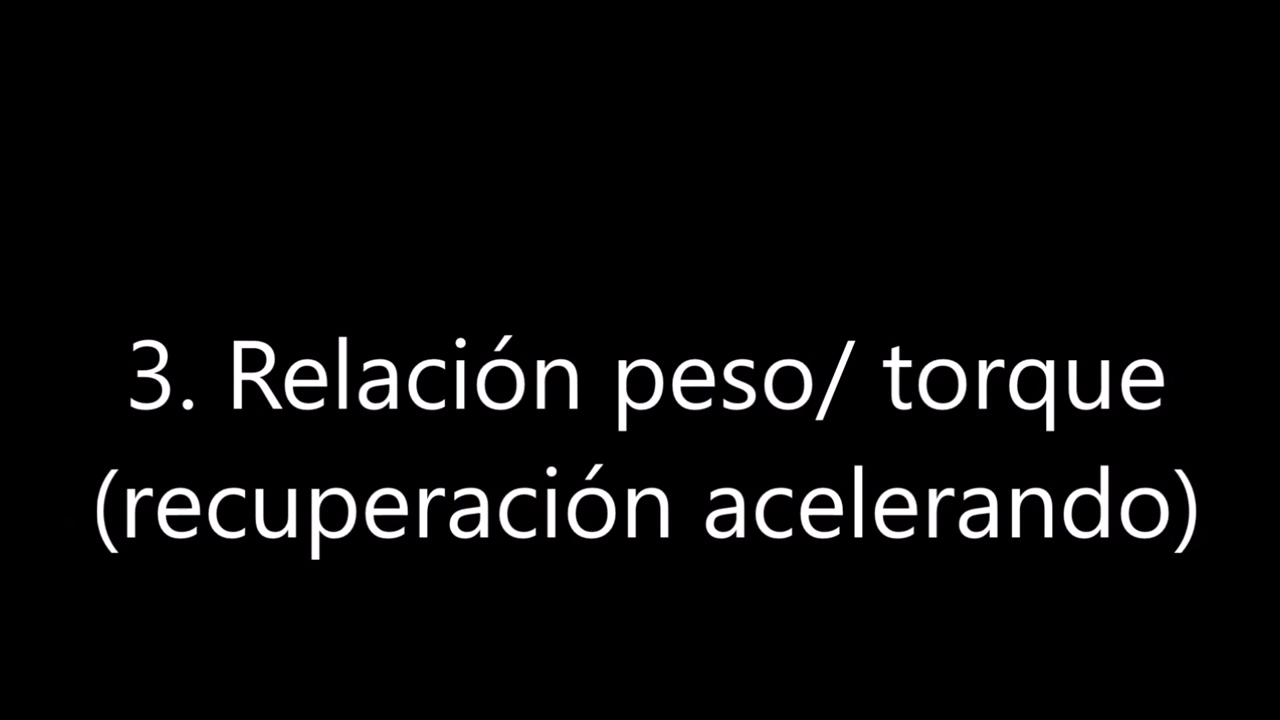 3. Relación peso/ torque
(recuperación acelerando)